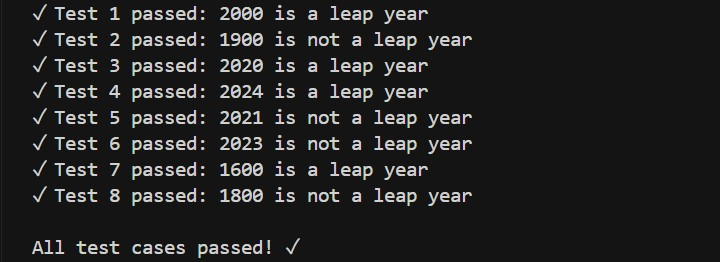 ✓ Test 1 passed: 2000 is a leap year
✓ Test 2 passed: 1900 is not a leap year
✓ Test 3 passed: 2020 is a leap year
✓ Test 4 passed: 2024 is a leap year
✓ Test 5 passed: 2021 is not a leap year
✓ Test 6 passed: 2023 is not a leap year
✓ Test 7 passed: 1600 is a leap year
✓ Test 8 passed: 1800 is not a leap year
All test cases passed! ✓